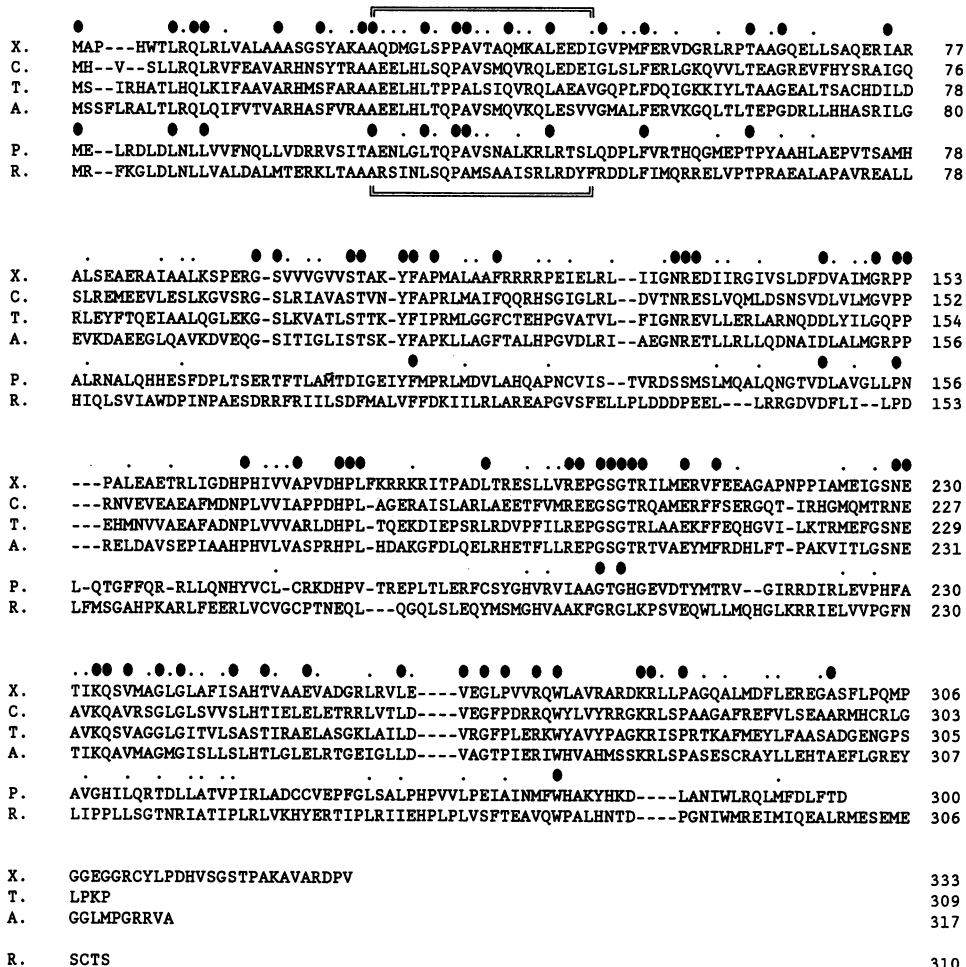 X. MAP---HWTLRQLRLVALAAASGSYAKAAQDMGLSPPAVTAQMKALEEDIGVPMFERVDGRLRPTAAGQELLSAQERIAR 77
C. MH--V-SLLRQLRVFEAVARHNSYTRAAEELHLSQPAVSMQVRQLEDEIGLSLFERLGKQVVLTEAGREVFHYSRAIGQ 76
T. MS--IRHATLHQLKIFAAVARHMSFARAAEELHLTPPALSIQVRQLAEAVGQPLFDQIGKKIYLTAAGEALTSACHDILD 78
A. MSSFLRALTLRQLQIFVTVARHASFVRAAEELHLTQPAVSMQVKQLESVVGMALFERVKGQLTLTEPGDRLLHHASRILG 80
P. ME--LRDLDLNLLVVFNQLLVDRRVSITAENLGLTQPAVSNALKRLRTSLQDPLFVRTHQGMEPTPYAAHLAEPVTSAMH 78
R. MR--FKGLDLNLLVALDALMTERKLTAAARSINLSQPAMSAAISRLRDYFRDDLFIMQRRELVPTPRAEALAPAVREALL 78
X. ALSEAERAIAALKSPERG-SVVVGVVSTAK-YFAPMALAAFRRRRPEIELRL--IIGNREDIIRGIVSLDFDVAIMGRPP 153
C. SLREMEEVLESLKGVSRG-SLRIAVASTVN-YFAPRLMAIFQQRHSGIGLRL--DVTNRESLVQMLDSNSVDLVLMGVPP 152
T. RLEYFTQEIAALQGLEKG-SLKVATLSTTK-YFIPRMLGGFCTEHPGVATVL--FIGNREVLLERLARNQDDLYILGQPP 154
A. EVKDAEEGLQAVKDVEQG-SITIGLISTSK-YFAPKLLAGFTALHPGVDLRI--AEGNRETLLRLLQDNAIDLALMGRPP 156
P. ALRNALQHHESFDPLTSERTFTLAMTDIGEIYFMPRLMDVLAHQAPNCVIS--TVRDSSMSLMQALQNGTVDLAVGLLPN 156
R. HIQLSVIAWDPINPAESDRRFRIILSDFMALVFFDKIILRLAREAPGVSFELLPLDDDPEEL---LRRGDVDFLI--LPD 153
X. ---PALEAETRLIGDHPHIVVAPVDHPLFKRRKRITPADLTRESLLVREPGSGTRILMERVFEEAGAPNPPIAMEIGSNE 230
C. ---RNVEVEAEAFMDNPLVVIAPPDHPL-AGERAISLARLAEETFVMREEGSGTRQAMERFFSERGQT-IRHGMQMTRNE 227
T. ---EHMNVVAEAFADNPLVVVARLDHPL-TQEKDIEPSRLRDVPFILREPGSGTRLAAEKFFEQHGVI-LKTRMEFGSNE 229
A. ---RELDAVSEPIAAHPHVLVASPRHPL-HDAKGFDLQELRHETFLLREPGSGTRTVAEYMFRDHLFT-PAKVITLGSNE 231
P. L-QTGFFQR-RLLQNHYVCL-CRKDHPV-TREPLTLERFCSYGHVRVIAAGTGHGEVDTYMTRV--GIRRDIRLEVPHFA 230
R. LFMSGAHPKARLFEERLVCVGCPTNEQL---QGQLSLEQYMSMGHVAAKFGRGLKPSVEQWLLMQHGLKRRIELVVPGFN 230
X. TIKQSVMAGLGLAFISAHTVAAEVADGRLRVLE----VEGLPVVRQWLAVRARDKRLLPAGQALMDFLEREGASFLPQMP 306
C. AVKQAVRSGLGLSVVSLHTIELELETRRLVTLD----VEGFPDRRQWYLVYRRGKRLSPAAGAFREFVLSEAARMHCRLG 303
T. AVKQSVAGGLGITVLSASTIRAELASGKLAILD----VRGFPLERKWYAVYPAGKRISPRTKAFMEYLFAASADGENGPS 305
A. TIKQAVMAGMGISLLSLHTLGLELRTGEIGLLD----VAGTPIERIWHVAHMSSKRLSPASESCRAYLLEHTAEFLGREY 307
P. AVGHILQRTDLLATVPIRLADCCVEPFGLSALPHPVVLPEIAINMFWHAKYHKD----LANIWLRQLMFDLFTD 300
R. LIPPLLSGTNRIATIPLRLVKHYERTIPLRIIEHPLPLVSFTEAVQWPALHNTD----PGNIWMREIMIQEALRMESEME 306
X. GGEGGRCYLPDHVSGSTPAKAVARDPV 333
T. LPKP 309
A. GGLMPGRRVA 317
R. SCTS 310